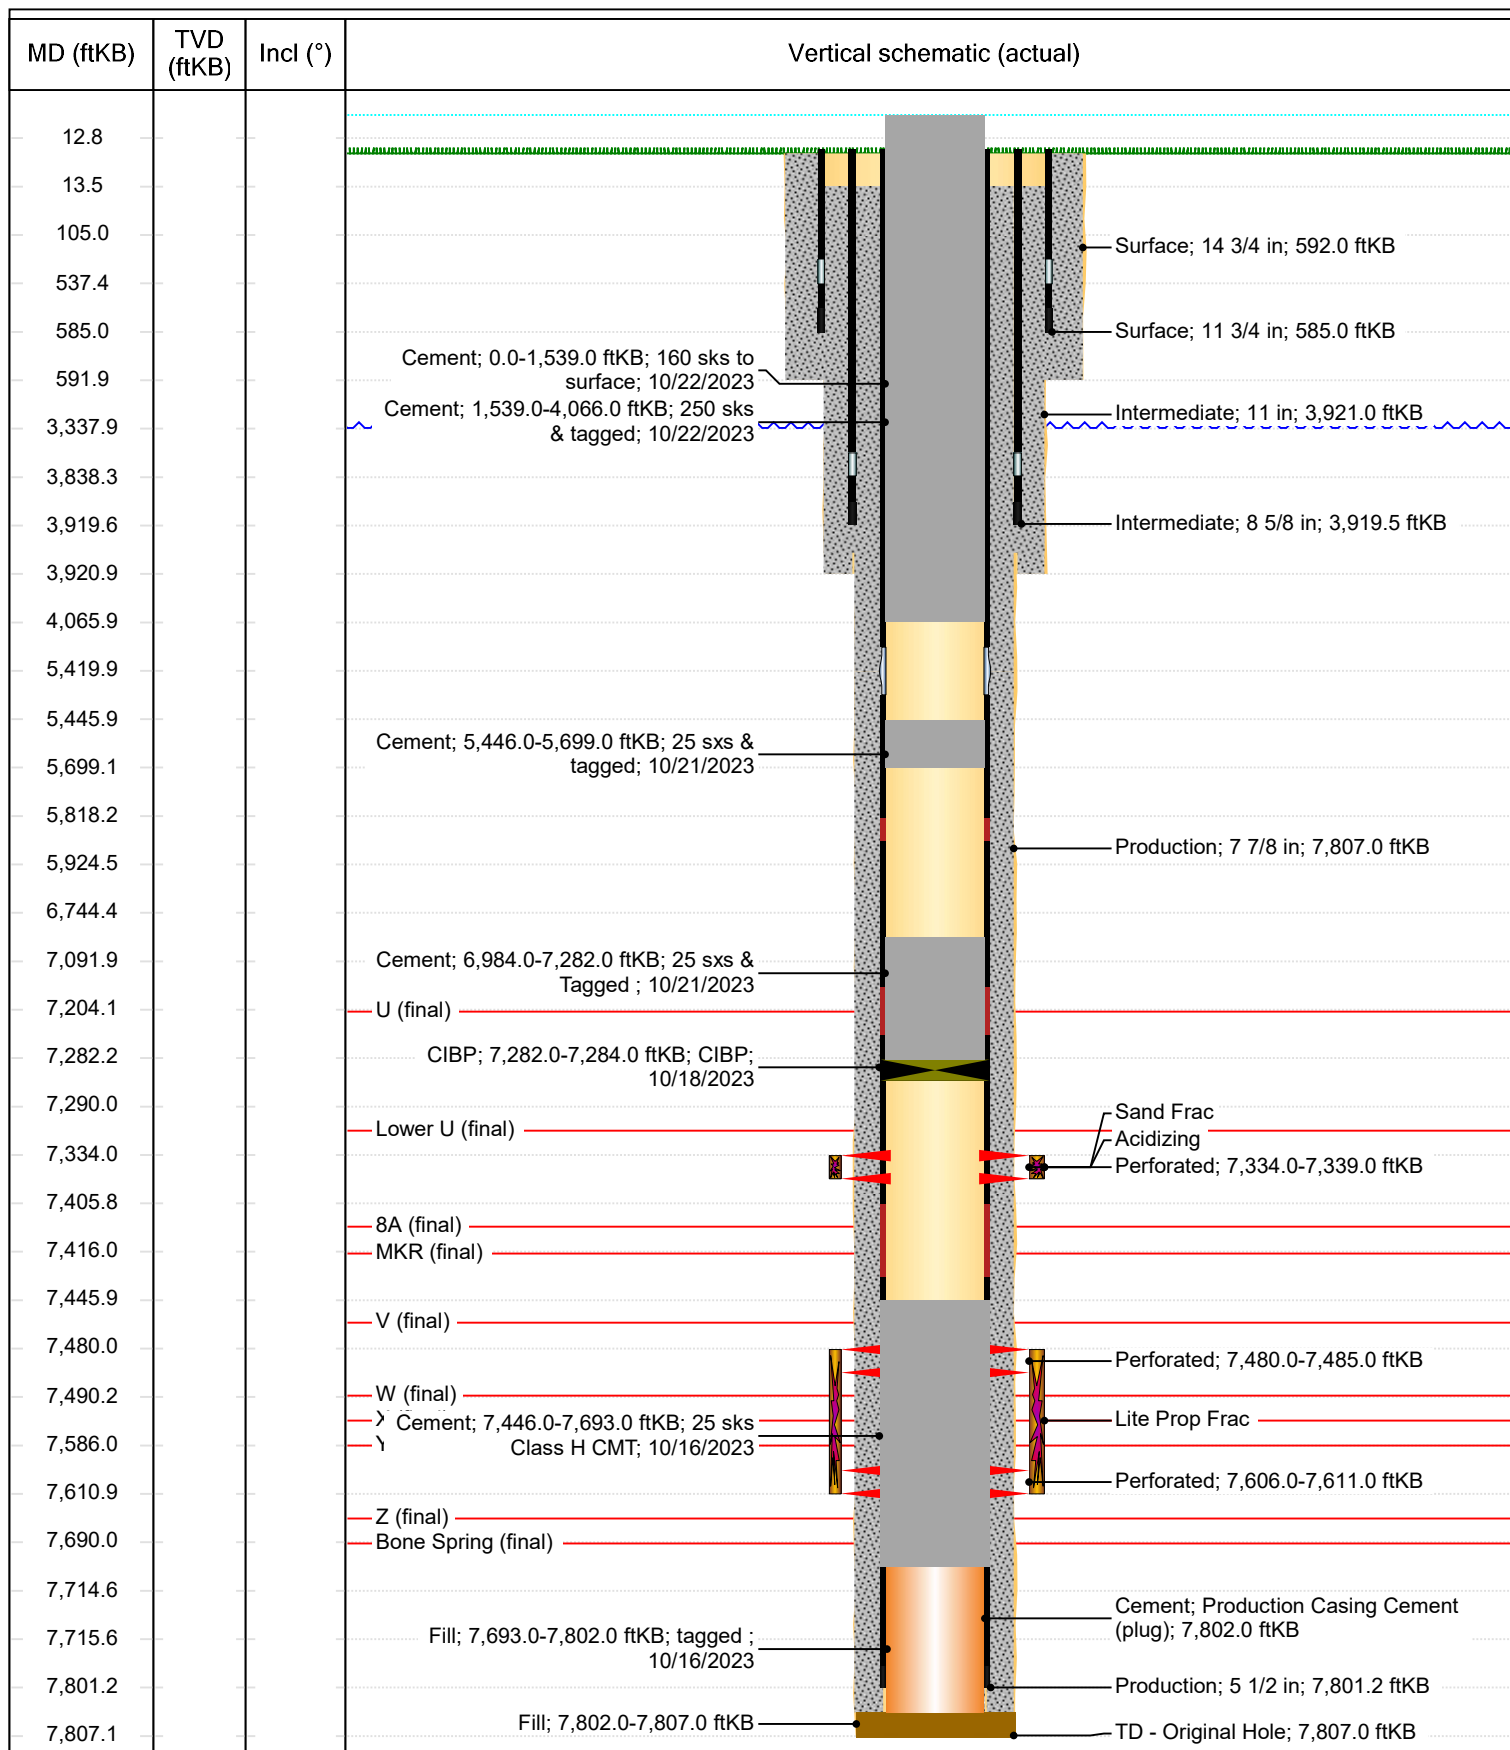 MD (ftKB)
TVD
(ftKB)
Incl (°)
Vertical schematic (actual)
12.8
13.5
105.0
Surface; 14 3/4 in; 592.0 ftKB
537.4
585.0
Surface; 11 3/4 in; 585.0 ftKB
Cement; 0.0-1,539.0 ftKB; 160 sks to
surface; 10/22/2023
591.9
Cement; 1,539.0-4,066.0 ftKB; 250 sks
& tagged; 10/22/2023
Intermediate; 11 in; 3,921.0 ftKB
3,337.9
3,838.3
3,919.6
Intermediate; 8 5/8 in; 3,919.5 ftKB
3,920.9
4,065.9
5,419.9
5,445.9
Cement; 5,446.0-5,699.0 ftKB; 25 sxs &
tagged; 10/21/2023
5,699.1
5,818.2
Production; 7 7/8 in; 7,807.0 ftKB
5,924.5
6,744.4
7,091.9
Cement; 6,984.0-7,282.0 ftKB; 25 sxs &
Tagged ; 10/21/2023
7,204.1
U (final)
7,282.2
CIBP; 7,282.0-7,284.0 ftKB; CIBP;
10/18/2023
7,290.0
Sand Frac
Lower U (final)
Acidizing
7,334.0
Perforated; 7,334.0-7,339.0 ftKB
7,405.8
8A (final)
7,416.0
MKR (final)
7,445.9
V (final)
7,480.0
Perforated; 7,480.0-7,485.0 ftKB
7,490.2
W (final)
Cement; 7,446.0-7,693.0 ftKB; 25 sks
Class H CMT; 10/16/2023
Lite Prop Frac
7,586.0
Y
Perforated; 7,606.0-7,611.0 ftKB
7,610.9
Z (final)
7,690.0
Bone Spring (final)
7,714.6
Cement; Production Casing Cement
(plug); 7,802.0 ftKB
7,715.6
Fill; 7,693.0-7,802.0 ftKB; tagged ;
10/16/2023
7,801.2
Production; 5 1/2 in; 7,801.2 ftKB
Fill; 7,802.0-7,807.0 ftKB
7,807.1
TD - Original Hole; 7,807.0 ftKB